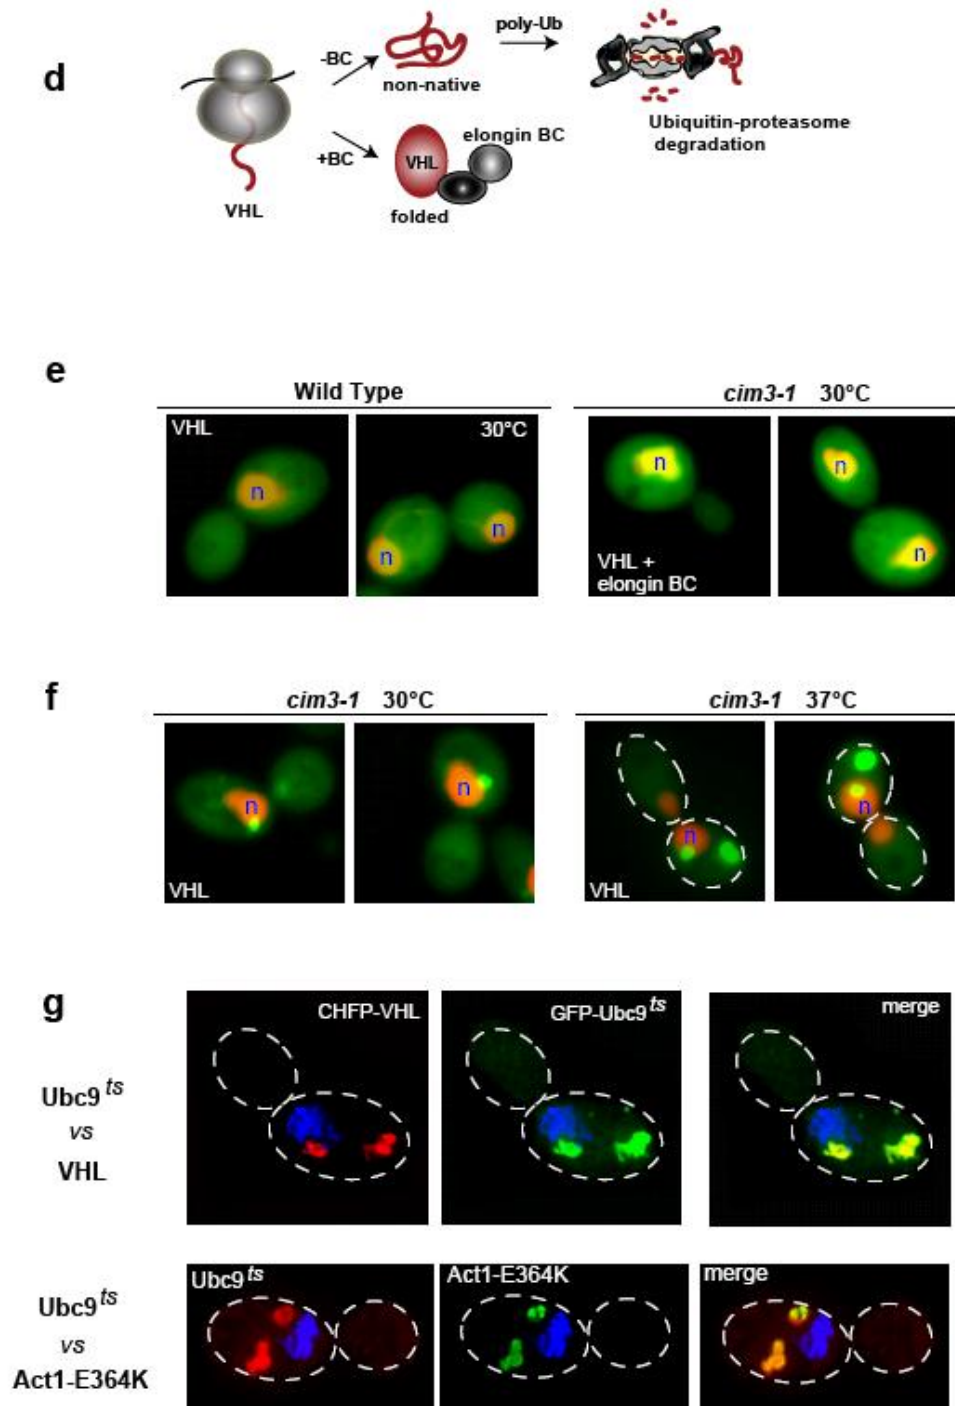 d
-BC
poly-Ub
non-native
Ubiquitin-proteasome
degradation
elongin BC
+BC
VHL
VHL
folded
e
Wild Type
cim3-1 30°C
VHL
30°C
n
n
n
n
n
n
VHL +
elongin BC
f
cim3-1 30°C
cim3-1 37°C
n
n
n
n
VHL
VHL
g
CHFP-VHL
GFP-Ubc9ts
merge
Ubc9ts
vs
VHL
Ubc9ts
Act1-E364K
merge
Ubc9ts
vs
Act1-E364K